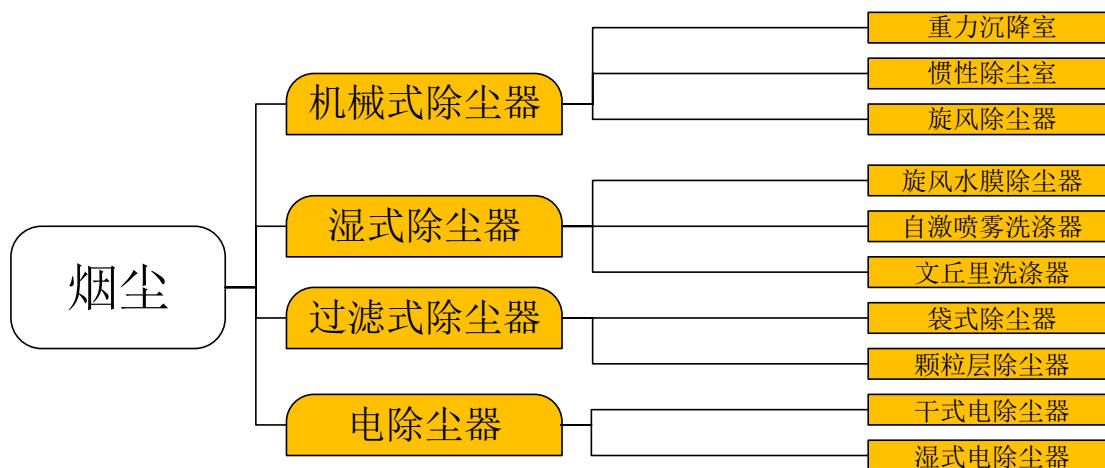 烟尘
机械式除尘器
重力沉降室
惯性除尘室
旋风除尘器
湿式除尘器
旋风水膜除尘器
自激喷雾洗涤器
文丘里洗涤器
过滤式除尘器
袋式除尘器
颗粒层除尘器
电除尘器
干式电除尘器
湿式电除尘器